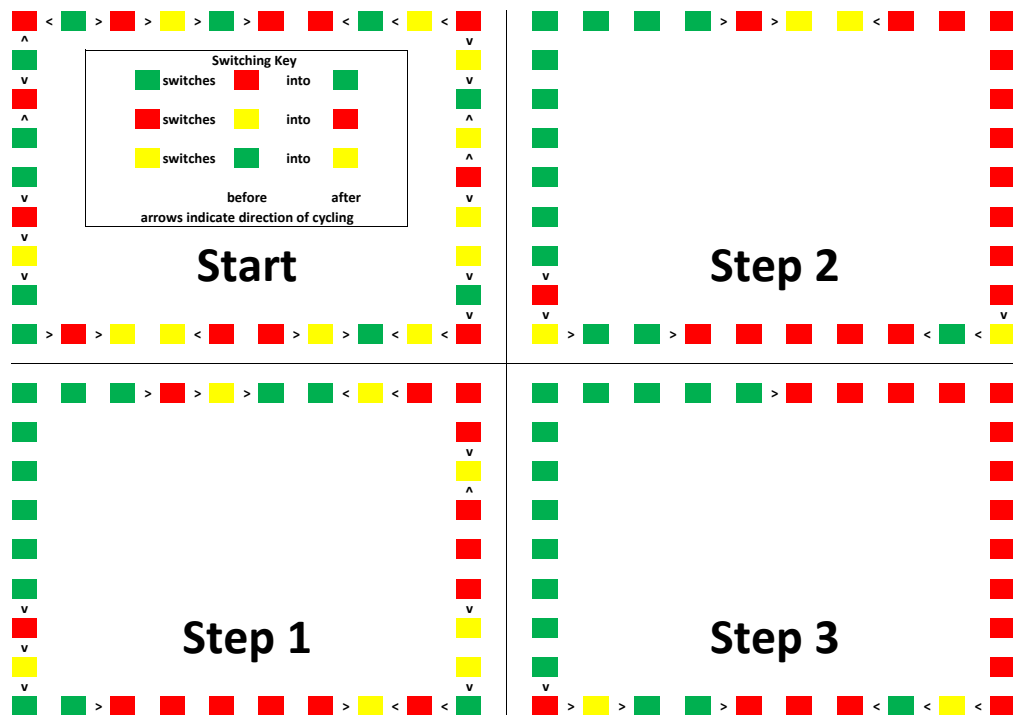 < > > > > < < <
^ v
Switching Key
v switches into v
^ switches into ^
switches into ^
v before after v
arrows indicate direction of cycling
v
Start
v v
v
> > < > > < <
> > <
Step 2
v
v v
> > < <
> > > < <
v
^
v v
Step 1
v
v v
> > < <
>
Step 3
v
> > > < < <